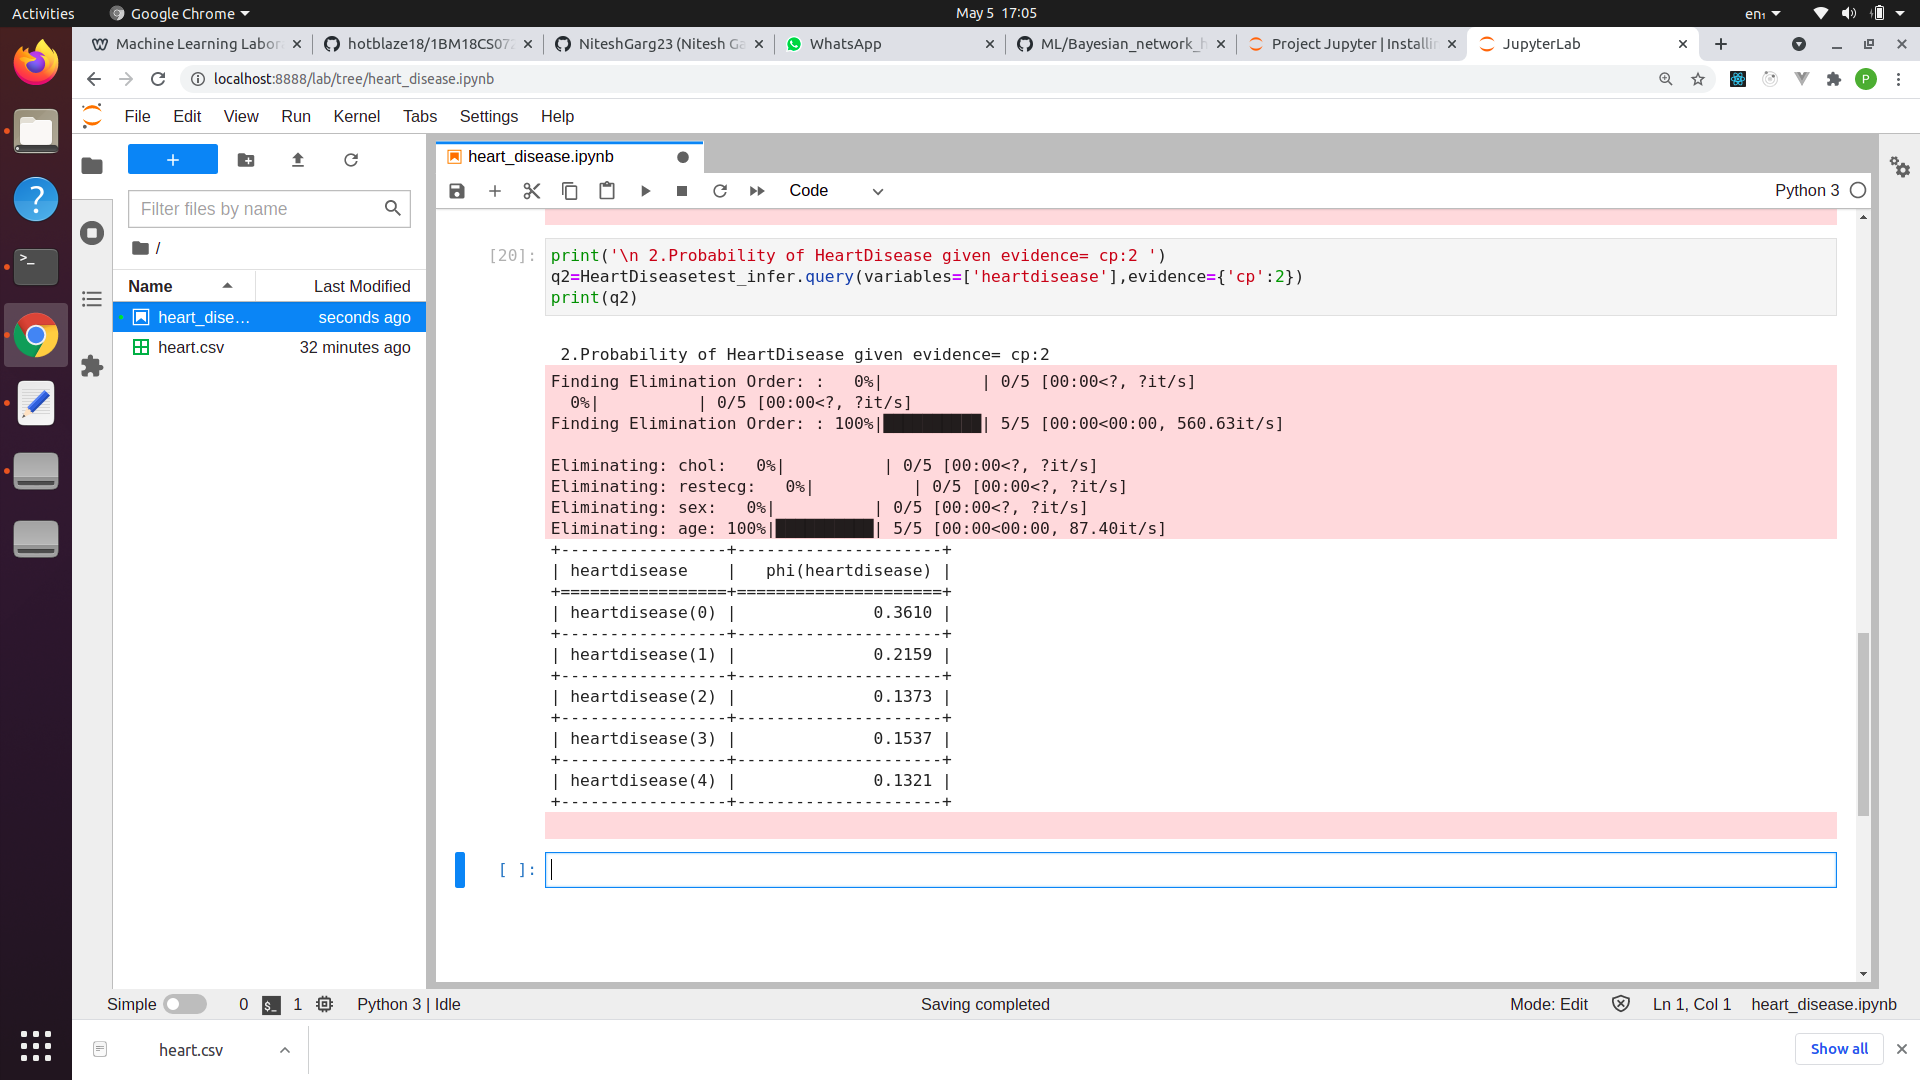 Activities
Google Chrome
May 5  17:05
en₁
Machine Learning Labor
hotblaze18/1BM18CS072
NiteshGarg23 (Nitesh Ga
WhatsApp
ML/Bayesian_network_h
Project Jupyter | Installin
JupyterLab
localhost:8888/lab/tree/heart_disease.ipynb
P
File
Edit
View
Run
Kernel
Tabs
Settings
Help
Filter files by name
/
Name
Last Modified
heart_dise…
seconds ago
heart.csv
32 minutes ago
heart_disease.ipynb
Code
Python 3
[20]:
print('\n 2.Probability of HeartDisease given evidence= cp:2 ')
q2=HeartDiseasetest_infer.query(variables=['heartdisease'],evidence={'cp':2})
print(q2)
2.Probability of HeartDisease given evidence= cp:2
Finding Elimination Order: :   0%|          | 0/5 [00:00<?, ?it/s]
  0%|          | 0/5 [00:00<?, ?it/s]
Finding Elimination Order: : 100%|██████████| 5/5 [00:00<00:00, 560.63it/s]
Eliminating: chol:   0%|          | 0/5 [00:00<?, ?it/s]
Eliminating: restecg:   0%|          | 0/5 [00:00<?, ?it/s]
Eliminating: sex:   0%|          | 0/5 [00:00<?, ?it/s]
Eliminating: age: 100%|██████████| 5/5 [00:00<00:00, 87.40it/s]
+-----------------+---------------------+
| heartdisease    |   phi(heartdisease) |
+=================+=====================+
| heartdisease(0) |              0.3610 |
+-----------------+---------------------+
| heartdisease(1) |              0.2159 |
+-----------------+---------------------+
| heartdisease(2) |              0.1373 |
+-----------------+---------------------+
| heartdisease(3) |              0.1537 |
+-----------------+---------------------+
| heartdisease(4) |              0.1321 |
+-----------------+---------------------+
[ ]:
Simple
0
$_
1
Python 3 | Idle
Saving completed
Mode: Edit
Ln 1, Col 1
heart_disease.ipynb
heart.csv
Show all